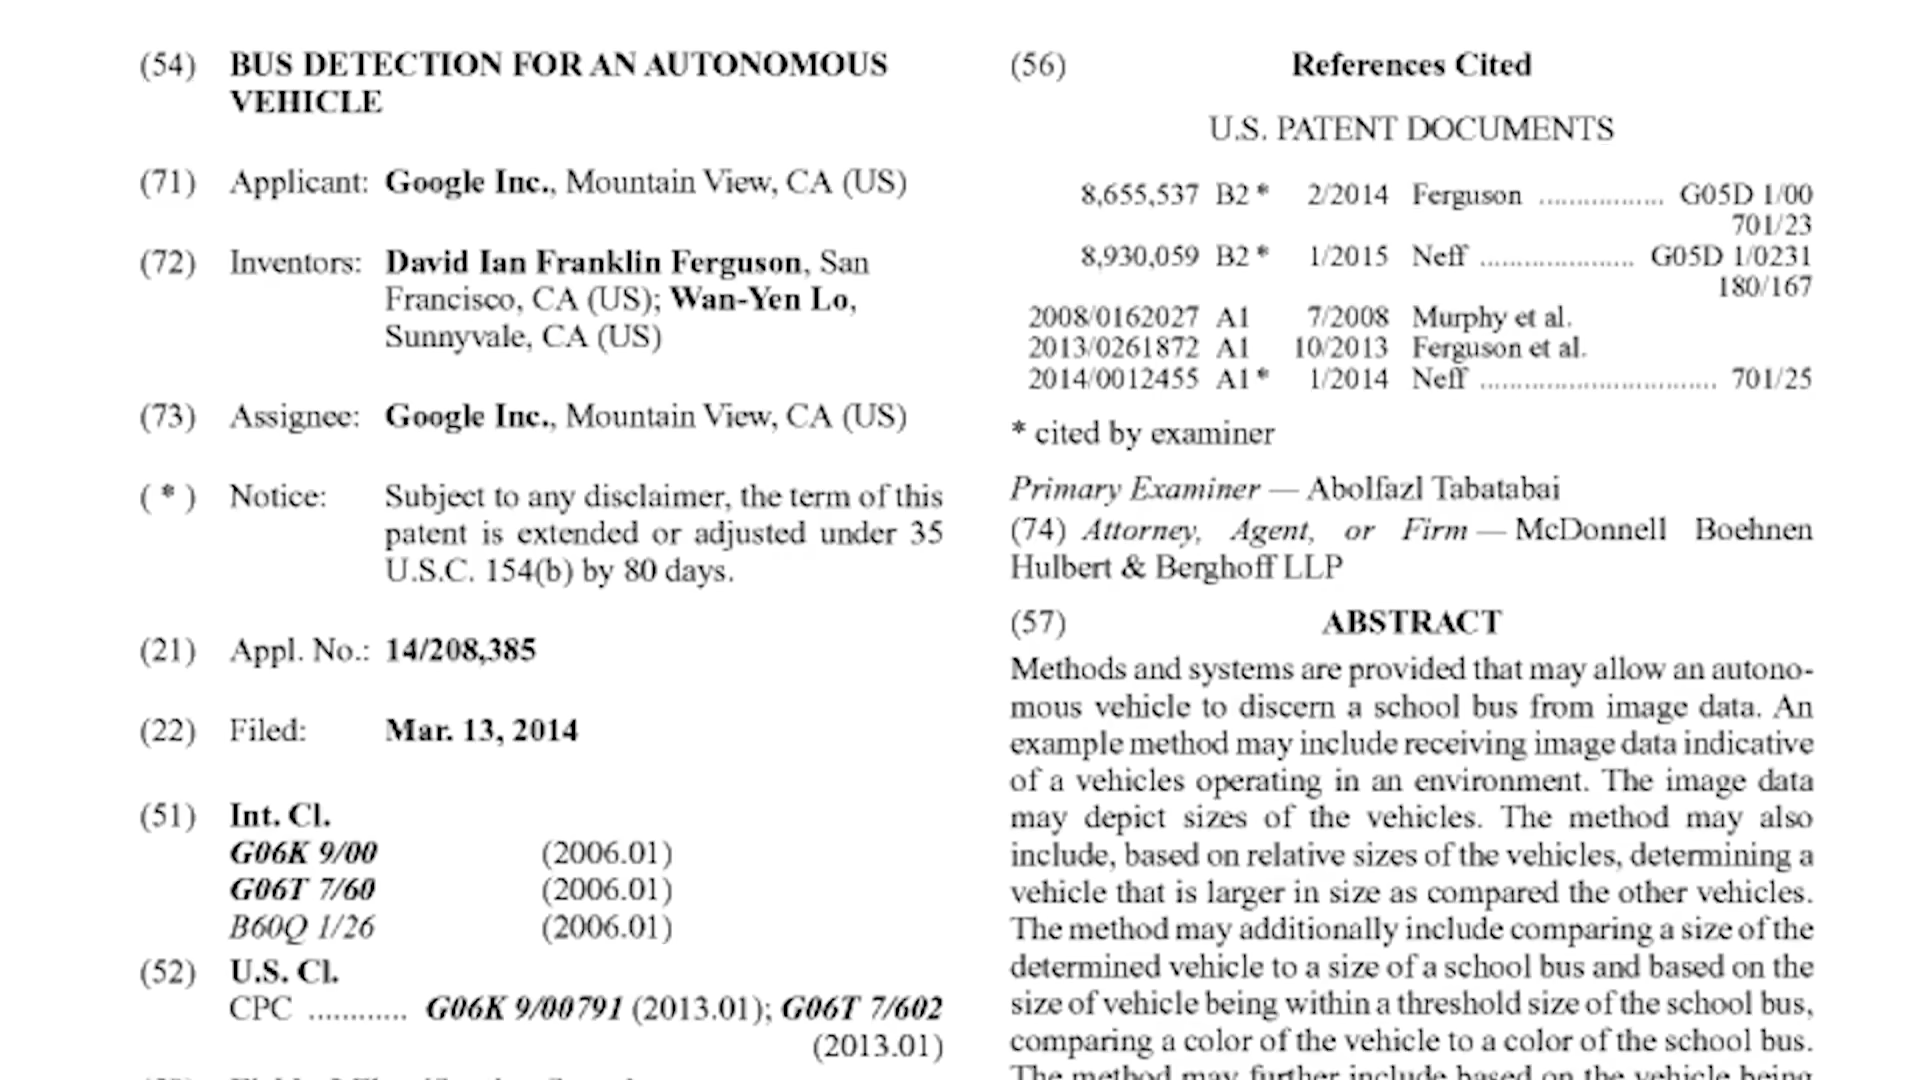 (54) BUS DETECTION FOR AN AUTONOMOUS
VEHICLE
(71) Applicant: Google Inc., Mountain View, CA (US)
(72) Inventors: David Ian Franklin Ferguson, San
Francisco, CA (US); Wan-Yen Lo,
Sunnyvale, CA (US)
(73) Assignee: Google Inc., Mountain View, CA (US)
( * ) Notice: Subject to any disclaimer, the term of this
patent is extended or adjusted under 35
U.S.C. 154(b) by 80 days.
(21) Appl. No.: 14/208,385
(22) Filed: Mar. 13, 2014
(51) Int. Cl.
G06K 9/00 (2006.01)
G06T 7/60 (2006.01)
B60Q 1/26 (2006.01)
(52) U.S. Cl.
CPC ............ G06K 9/00791 (2013.01); G06T 7/602
(2013.01)
(56) References Cited
U.S. PATENT DOCUMENTS
8,655,537 B2 * 2/2014 Ferguson ................. G05D 1/00
701/23
8,930,059 B2 * 1/2015 Neff ..................... G05D 1/0231
180/167
2008/0162027 A1 7/2008 Murphy et al.
2013/0261872 A1 10/2013 Ferguson et al.
2014/0012455 A1 * 1/2014 Neff ................................ 701/25
* cited by examiner
Primary Examiner — Abolfazl Tabatabai
(74) Attorney, Agent, or Firm — McDonnell Boehnen
Hulbert & Berghoff LLP
(57) ABSTRACT
Methods and systems are provided that may allow an autono-
mous vehicle to discern a school bus from image data. An
example method may include receiving image data indicative
of a vehicles operating in an environment. The image data
may depict sizes of the vehicles. The method may also
include, based on relative sizes of the vehicles, determining a
vehicle that is larger in size as compared the other vehicles.
The method may additionally include comparing a size of the
determined vehicle to a size of a school bus and based on the
size of vehicle being within a threshold size of the school bus,
comparing a color of the vehicle to a color of the school bus.
The method may further include based on the vehicle being